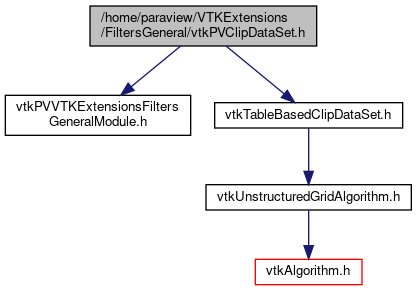 /home/paraview/VTKExtensions
/FiltersGeneral/vtkPVClipDataSet.h
vtkPVVTKExtensionsFilters
GeneralModule.h
vtkTableBasedClipDataSet.h
vtkUnstructuredGridAlgorithm.h
vtkAlgorithm.h